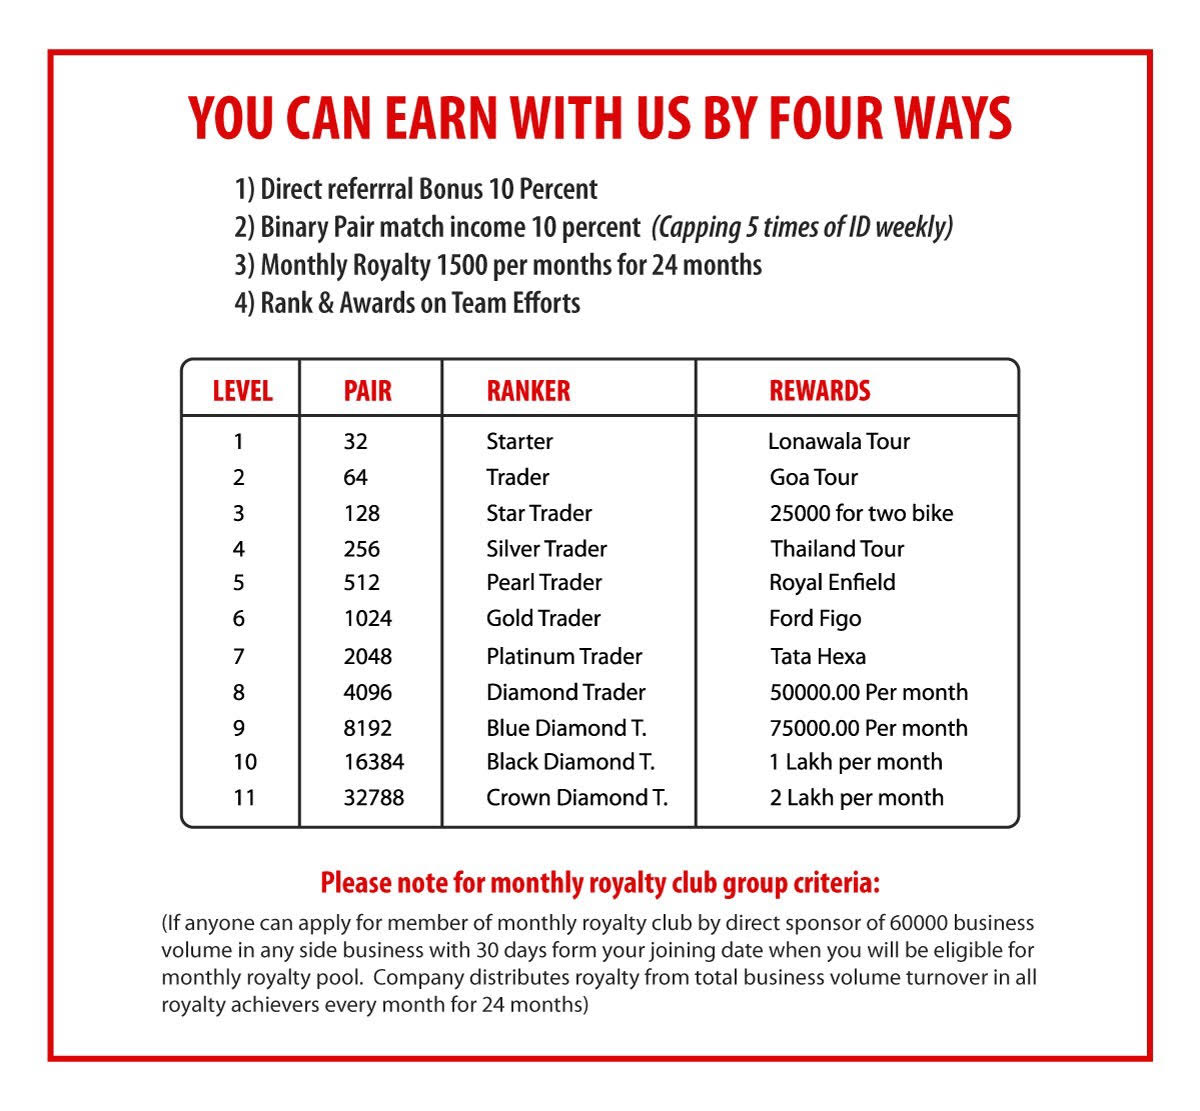 YOU CAN EARN WITH US BY FOUR WAYS
1) Direct referrral Bonus 10 Percent
2) Binary Pair match income 10 percent (Capping 5 times of ID weekly)
3) Monthly Royalty 1500 per months for 24 months
4) Rank & Awards on Team Efforts
LEVEL PAIR RANKER REWARDS
1 32 Starter Lonawala Tour
2 64 Trader Goa Tour
3 128 Star Trader 25000 for two bike
4 256 Silver Trader Thailand Tour
5 512 Pearl Trader Royal Enfield
6 1024 Gold Trader Ford Figo
7 2048 Platinum Trader Tata Hexa
8 4096 Diamond Trader 50000.00 Per month
9 8192 Blue Diamond T. 75000.00 Per month
10 16384 Black Diamond T. 1 Lakh per month
11 32788 Crown Diamond T. 2 Lakh per month
Please note for monthly royalty club group criteria:
(If anyone can apply for member of monthly royalty club by direct sponsor of 60000 business
volume in any side business with 30 days form your joining date when you will be eligible for
monthly royalty pool. Company distributes royalty from total business volume turnover in all
royalty achievers every month for 24 months)